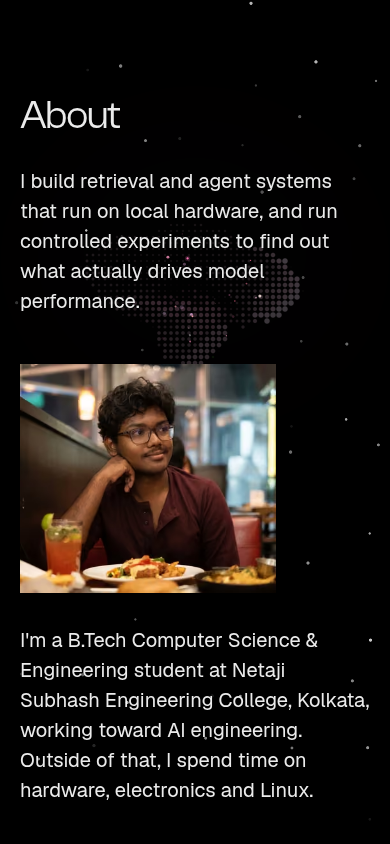 About
I build retrieval and agent systems
that run on local hardware, and run
controlled experiments to find out
what actually drives model
performance.
I'm a B.Tech Computer Science &
Engineering student at Netaji
Subhash Engineering College, Kolkata,
working toward AI engineering.
Outside of that, I spend time on
hardware, electronics and Linux.